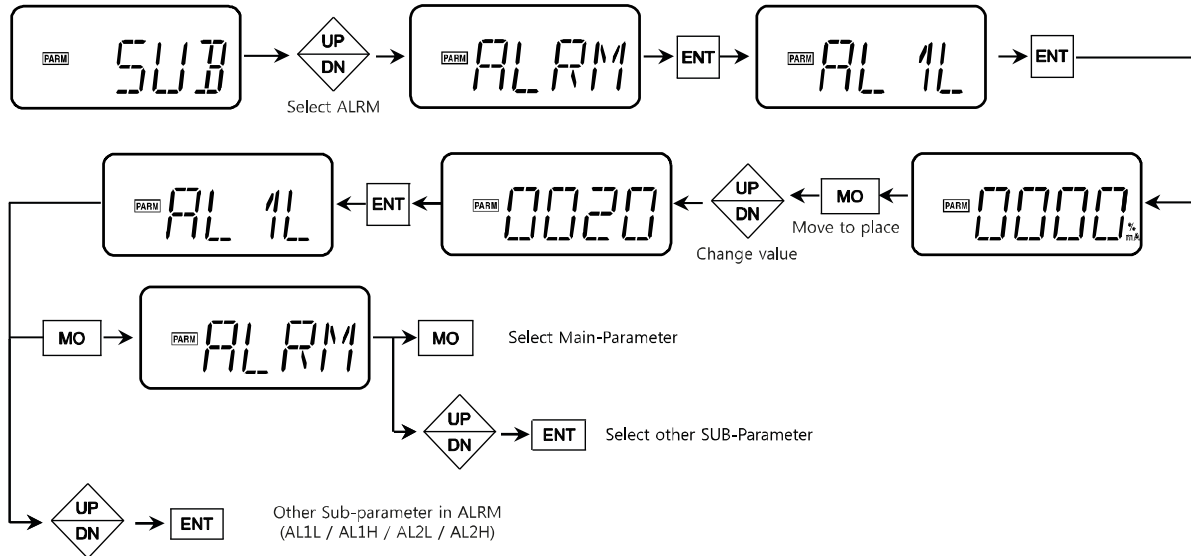 PARM SUB
UP
DN
Select ALRM
PARM ALRM
ENT
PARM AL 1L
ENT
PARM AL 1L
ENT
PARM 0020
UP
DN
Change value
MO
Move to place
PARM 0000 % mA
MO
PARM ALRM
MO
Select Main-Parameter
UP
DN
ENT
Select other SUB-Parameter
UP
DN
ENT
Other Sub-parameter in ALRM
(AL1L / AL1H / AL2L / AL2H)